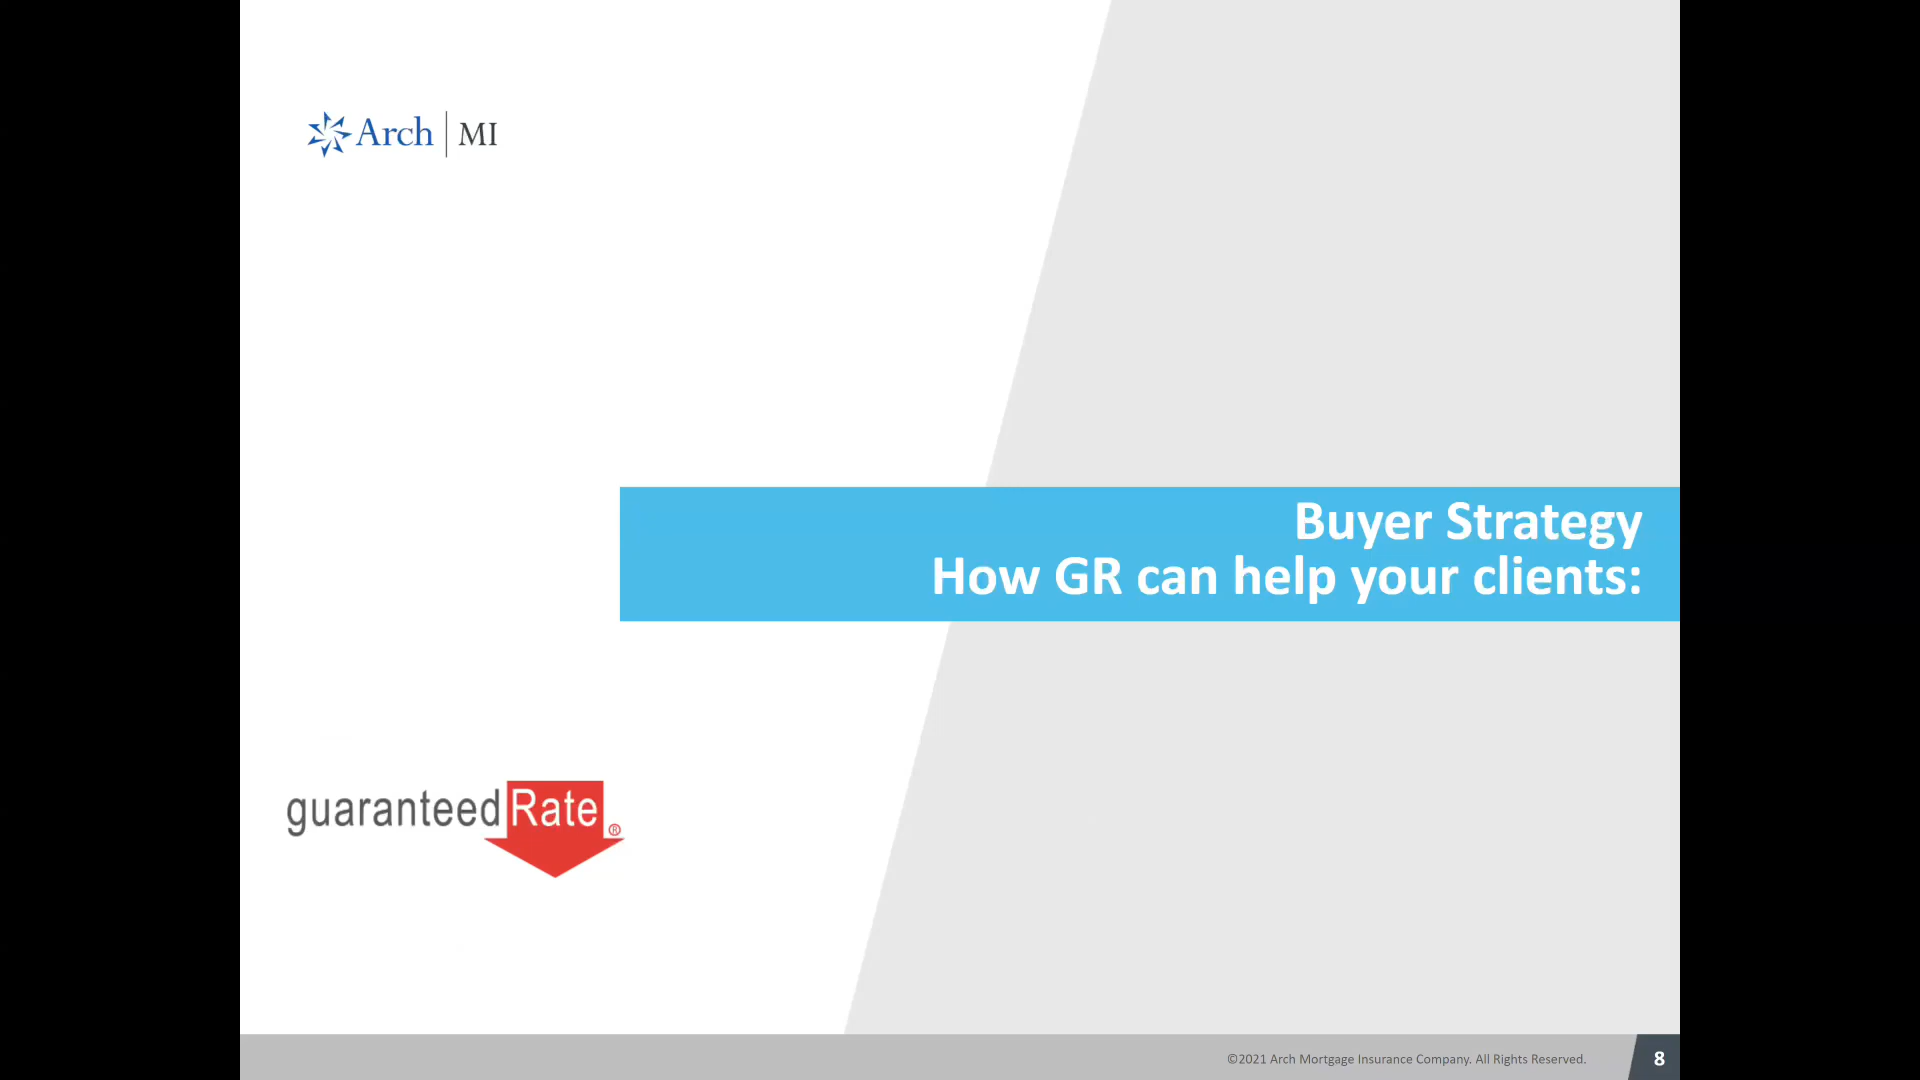 Arch | MI
Buyer Strategy
How GR can help your clients:
guaranteedRate®
©2021 Arch Mortgage Insurance Company. All Rights Reserved.
8